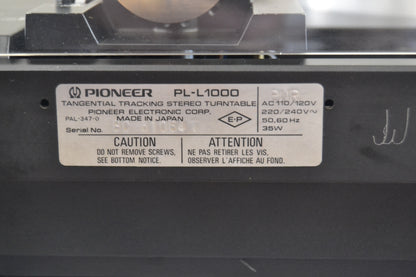 PIONEER PL-L1000
TANGENTIAL TRACKING STEREO TURNTABLE
PIONEER ELECTRONIC CORP.
MADE IN JAPAN
PAL-347-0
Serial No.
E-P
AC 110/120V
220/240V~
50,60Hz
35W
CAUTION
DO NOT REMOVE SCREWS,
SEE BOTTOM NOTICE.
ATTENTION
NE PAS RETIRER LES VIS,
OBSERVER L'AFFICHE AU FOND.